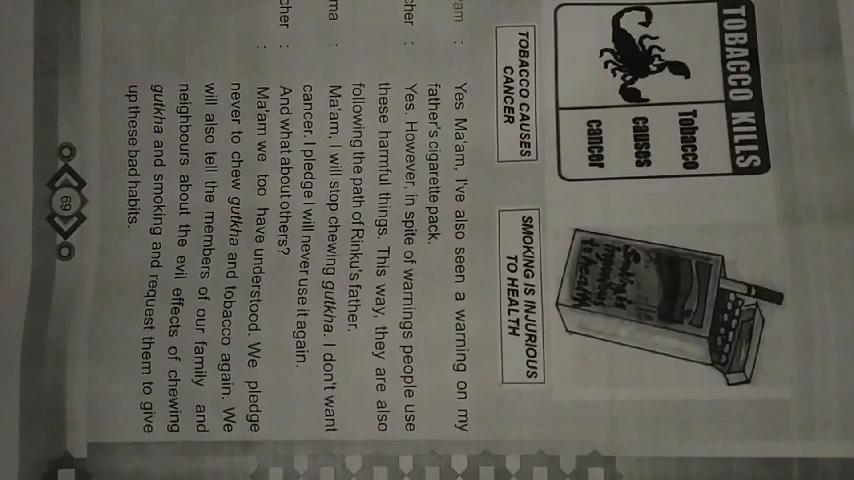 TOBACCO KILLS
Tobacco
causes
cancer
TOBACCO CAUSES
CANCER
Smoking is
Injurious
to health
SMOKING IS INJURIOUS
TO HEALTH
am : Yes Ma'am, I've also seen a warning on my
father's cigarette pack.
cher : Yes. However, in spite of warnings people use
these harmful things. This way, they are also
following the path of Rinku's father.
ma : Ma'am, I will stop chewing gutkha. I don't want
cancer. I pledge I will never use it again.
cher : And what about others?
: Ma'am we too have understood. We pledge
never to chew gutkha and tobacco again. We
will also tell the members of our family and
neighbours about the evil effects of chewing
gutkha and smoking and request them to give
up these bad habits.
69